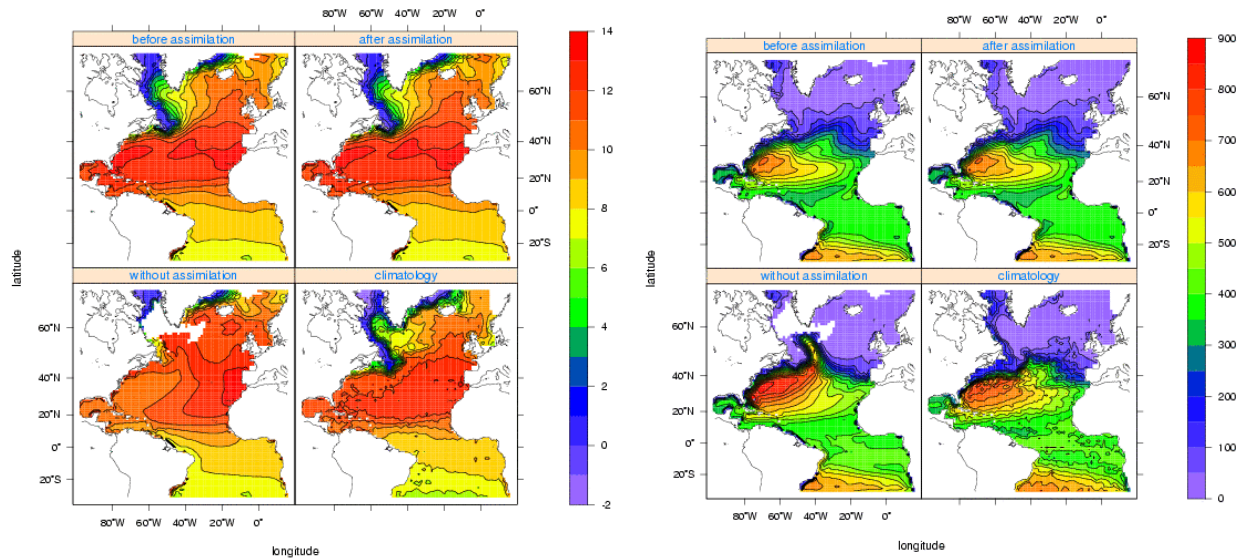 80°W 60°W 40°W 20°W 0°
before assimilation after assimilation
60°N
40°N
20°N
0°
20°S
without assimilation climatology
60°N
40°N
20°N
0°
20°S
80°W 60°W 40°W 20°W 0°
latitude
longitude
14
12
10
8
6
4
2
0
-2
80°W 60°W 40°W 20°W 0°
before assimilation after assimilation
60°N
40°N
20°N
0°
20°S
without assimilation climatology
60°N
40°N
20°N
0°
20°S
80°W 60°W 40°W 20°W 0°
latitude
longitude
900
800
700
600
500
400
300
200
100
0